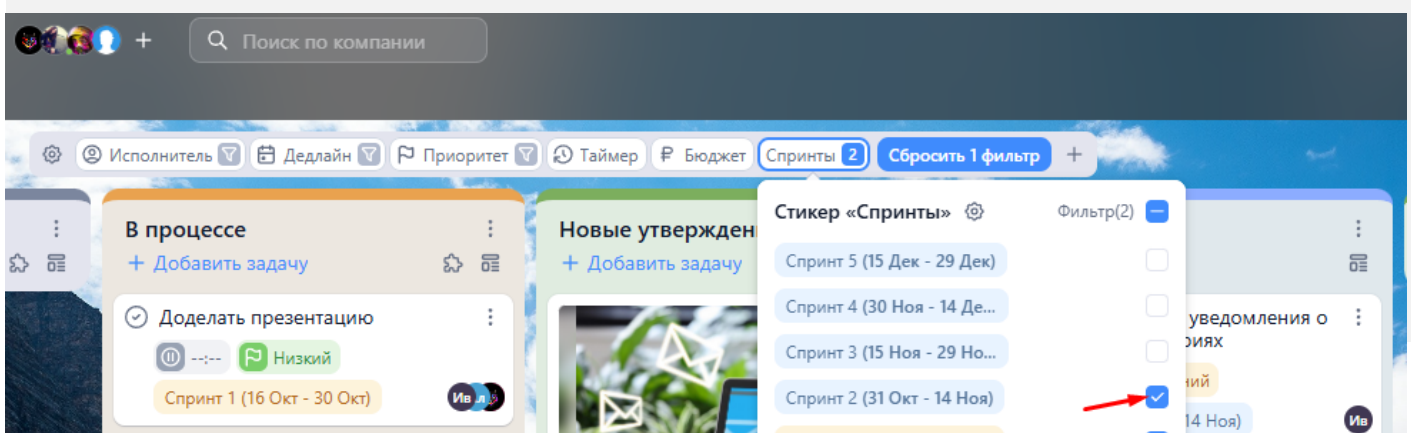 Поиск по компании
Исполнитель Дедлайн Приоритет Таймер Бюджет Спринты 2 Сбросить 1 фильтр
Стикер «Спринты» Фильтр(2)
Спринт 5 (15 Дек - 29 Дек)
Спринт 4 (30 Ноя - 14 Де...
Спринт 3 (15 Ноя - 29 Но...
Спринт 2 (31 Окт - 14 Ноя)
В процессе
+ Добавить задачу
Доделать презентацию
--:-- Низкий
Спринт 1 (16 Окт - 30 Окт) Ив
Новые утвержден
+ Добавить задачу
уведомления о
14 Ноя) Ив